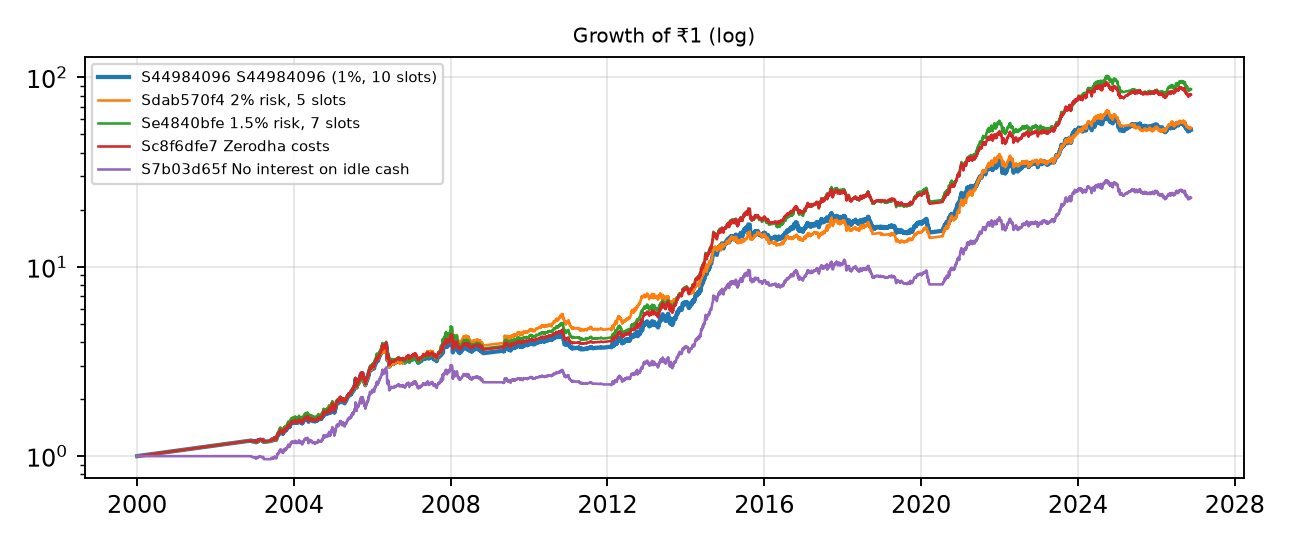 Growth of ₹1 (log)
S44984096 S44984096 (1%, 10 slots)
Sdab570f4 2% risk, 5 slots
Se4840bfe 1.5% risk, 7 slots
Sc8f6dfe7 Zerodha costs
S7b03d65f No interest on idle cash
10²
10¹
10⁰
2000 2004 2008 2012 2016 2020 2024 2028